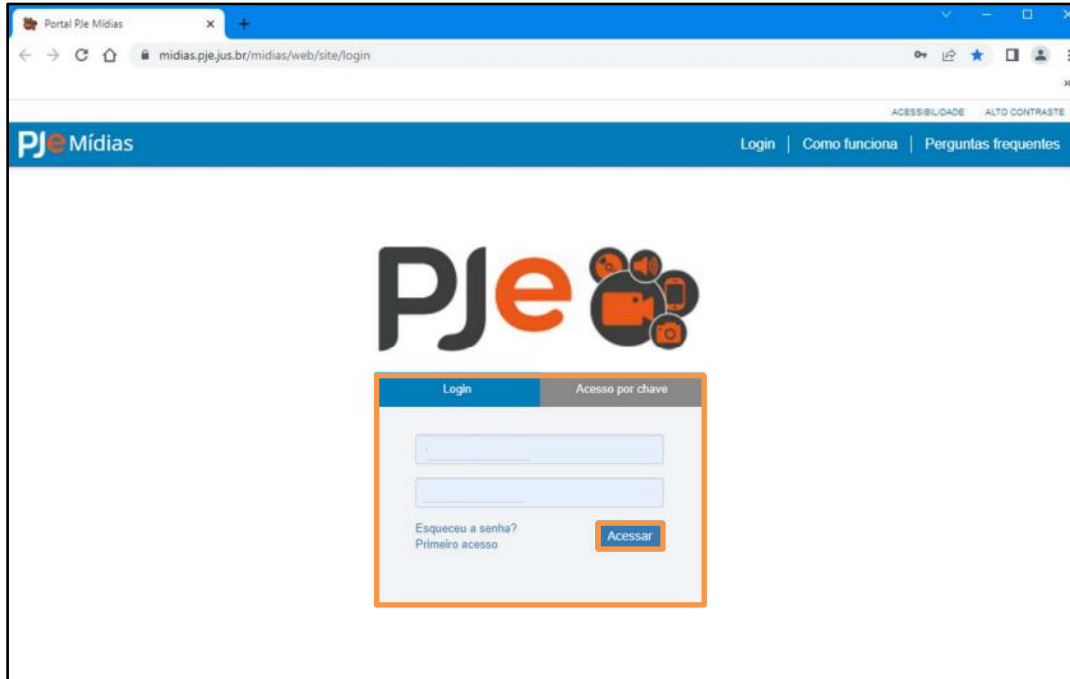 Portal PJe Mídias
midias.pje.jus.br/midias/web/site/login
ACESSIBILIDADE ALTO CONTRASTE
PJe Mídias
Login | Como funciona | Perguntas frequentes
PJe
Login Acesso por chave
Esqueceu a senha?
Primeiro acesso
Acessar